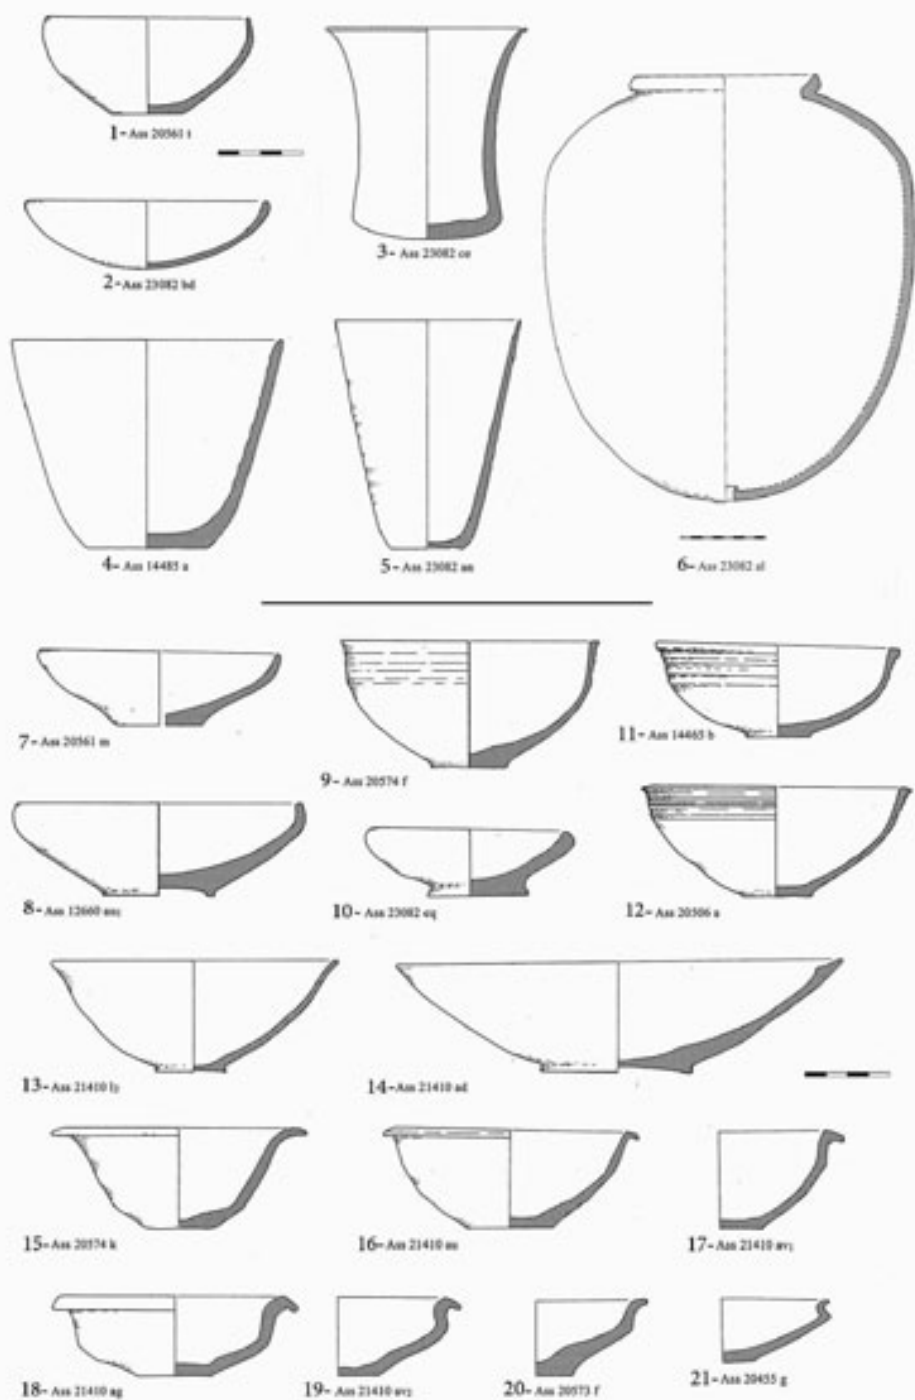 1- Ass 20561 t
2- Ass 23082 bd
3- Ass 23082 ce
4- Ass 14485 a
5- Ass 23082 an
6- Ass 23082 al
7- Ass 20561 m
8- Ass 12660
9- Ass 20574 f
10- Ass 23082 eq
11- Ass 14465 b
12- Ass 20506 a
13- Ass 21410 l2
14- Ass 21410 ad
15- Ass 20574 k
16- Ass 21410
17- Ass 21410 av1
18- Ass 21410 ag
19- Ass 21410 av2
20- Ass 20573 f
21- Ass 20455 g